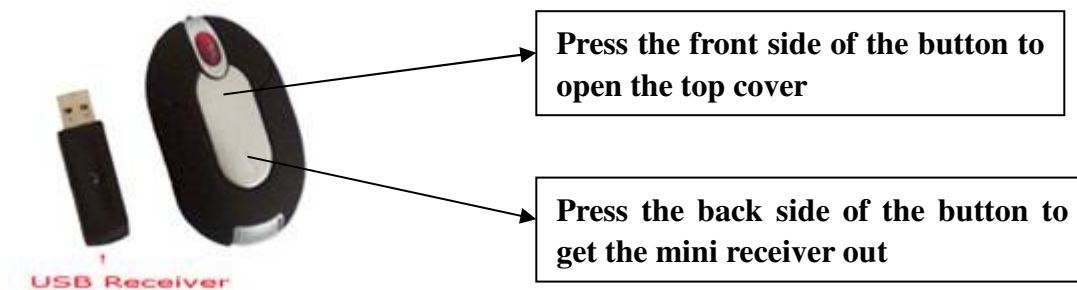 Press the front side of the button to
open the top cover
Press the back side of the button to
get the mini receiver out
USB Receiver